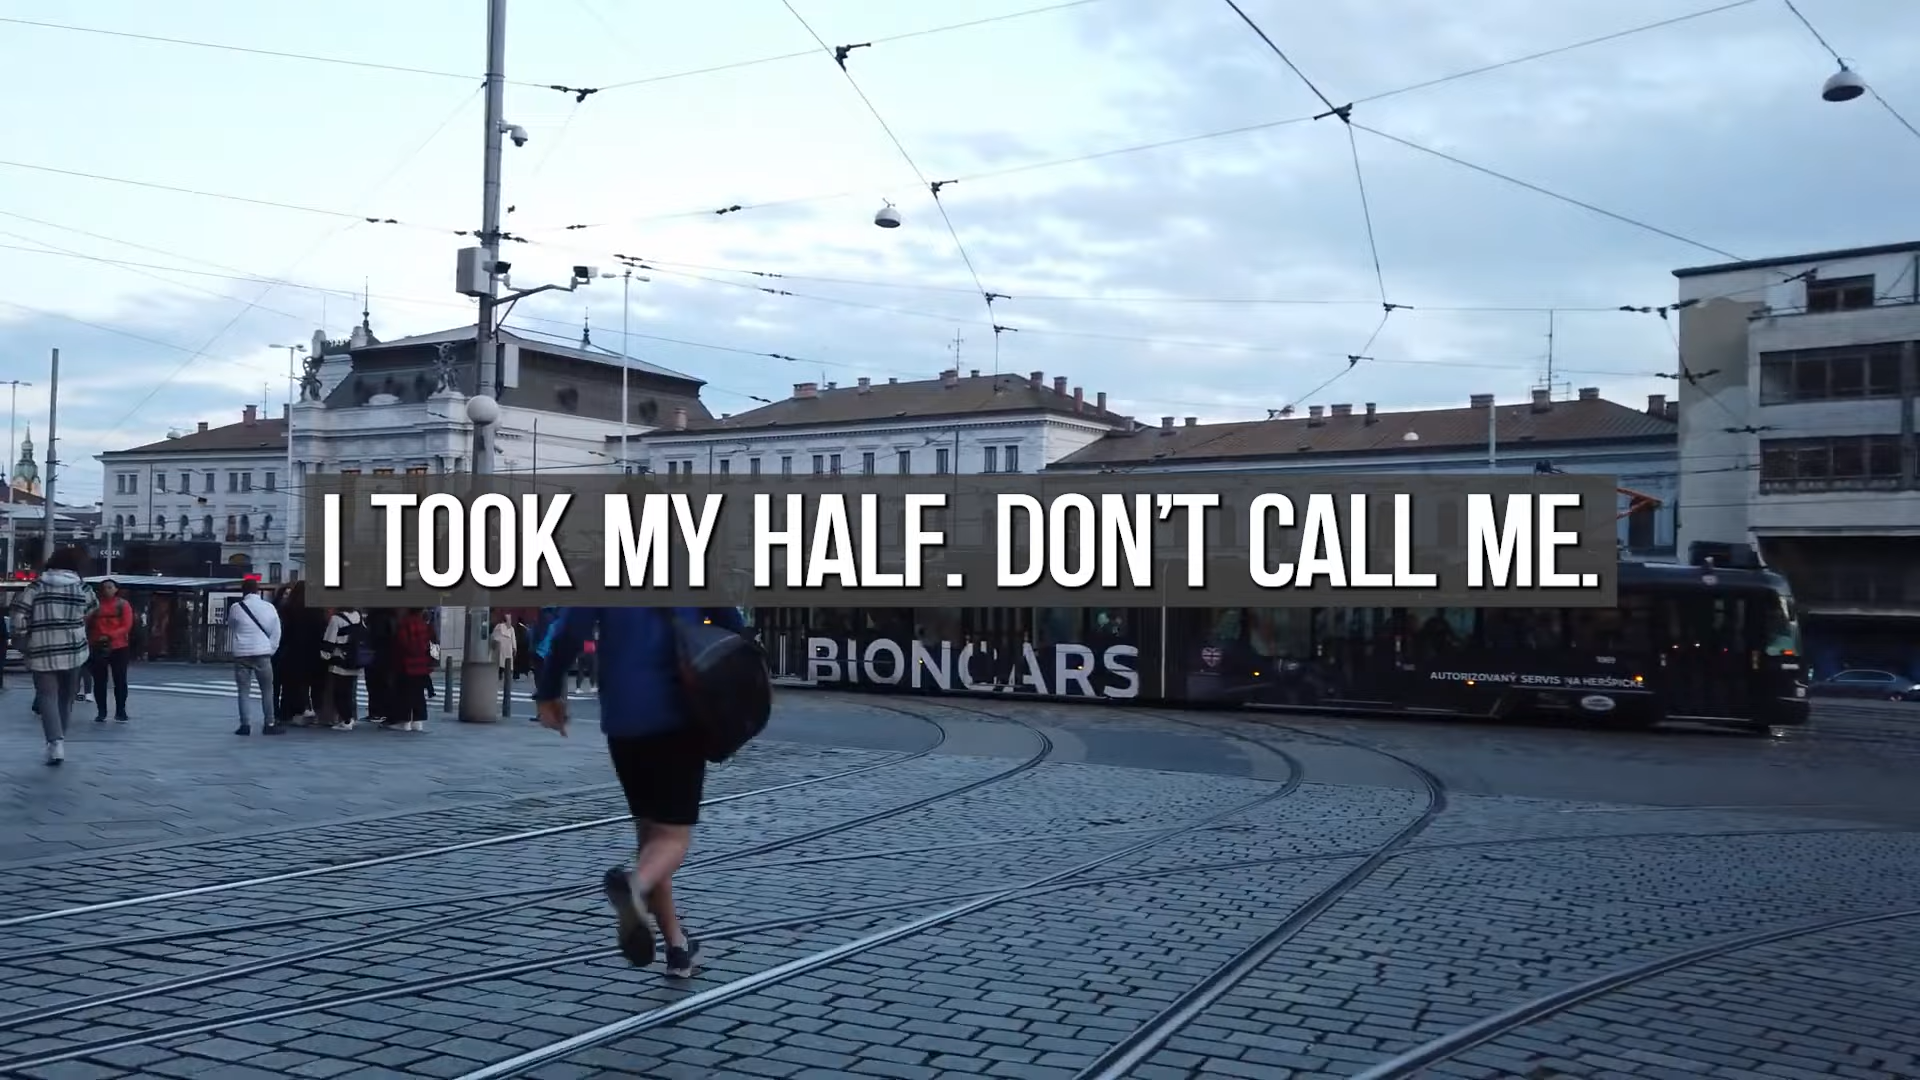 I TOOK MY HALF. DON’T CALL ME.
BIONCARS
AUTORIZOVANÝ SERVIS NA HERŠPICKÉ